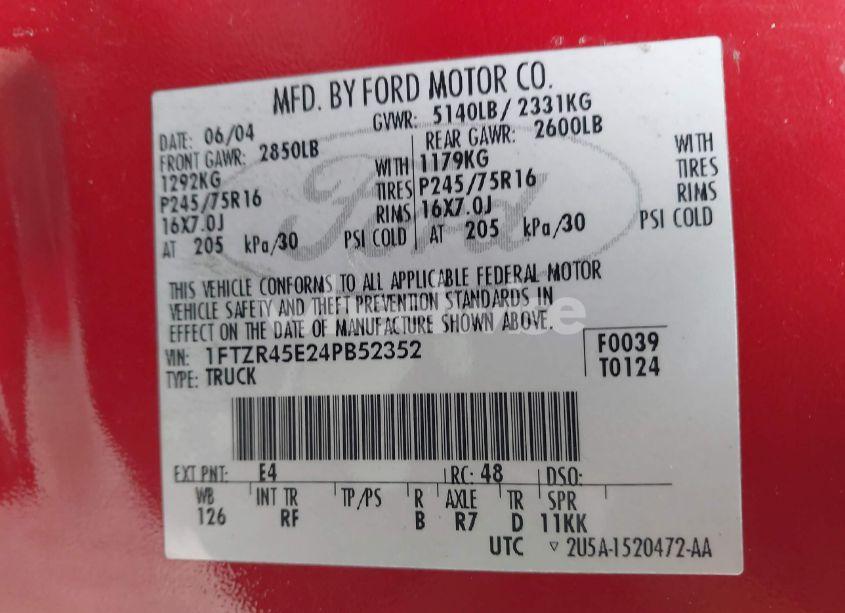 MFD. BY FORD MOTOR CO.
DATE: 06/04 GVWR: 5140LB/ 2331KG
FRONT GAWR: 2850LB REAR GAWR: 2600LB
1292KG WITH 1179KG WITH
P245/75R16 TIRES P245/75R16 TIRES
16X7.0J RIMS 16X7.0J RIMS
AT 205 kPa/30 PSI COLD AT 205 kPa/30 PSI COLD
Ford
THIS VEHICLE CONFORMS TO ALL APPLICABLE FEDERAL MOTOR
VEHICLE SAFETY AND THEFT PREVENTION STANDARDS IN
EFFECT ON THE DATE OF MANUFACTURE SHOWN ABOVE.
VIN: 1FTZR45E24PB52352 F0039
TYPE: TRUCK T0124
EXT PNT: E4 RC: 48 DSO:
WB INT TR TP/PS R AXLE TR SPR
126 RF B R7 D 11KK
UTC ▽ 2U5A-1520472-AA